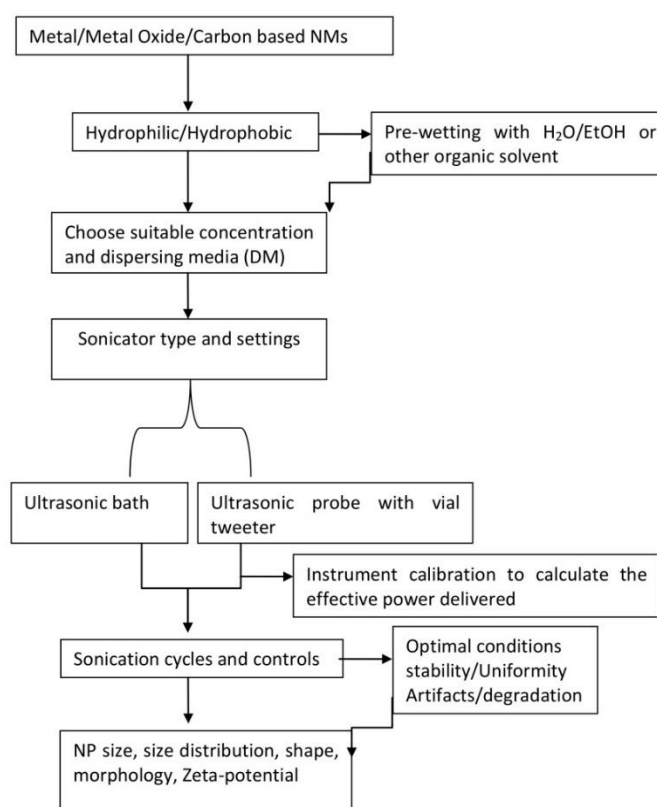 Metal/Metal Oxide/Carbon based NMs
Hydrophilic/Hydrophobic
Pre-wetting with H₂O/EtOH or
other organic solvent
Choose suitable concentration
and dispersing media (DM)
Sonicator type and settings
Ultrasonic bath
Ultrasonic probe with vial
tweeter
Instrument calibration to calculate the
effective power delivered
Sonication cycles and controls
Optimal conditions
stability/Uniformity
Artifacts/degradation
NP size, size distribution, shape,
morphology, Zeta-potential